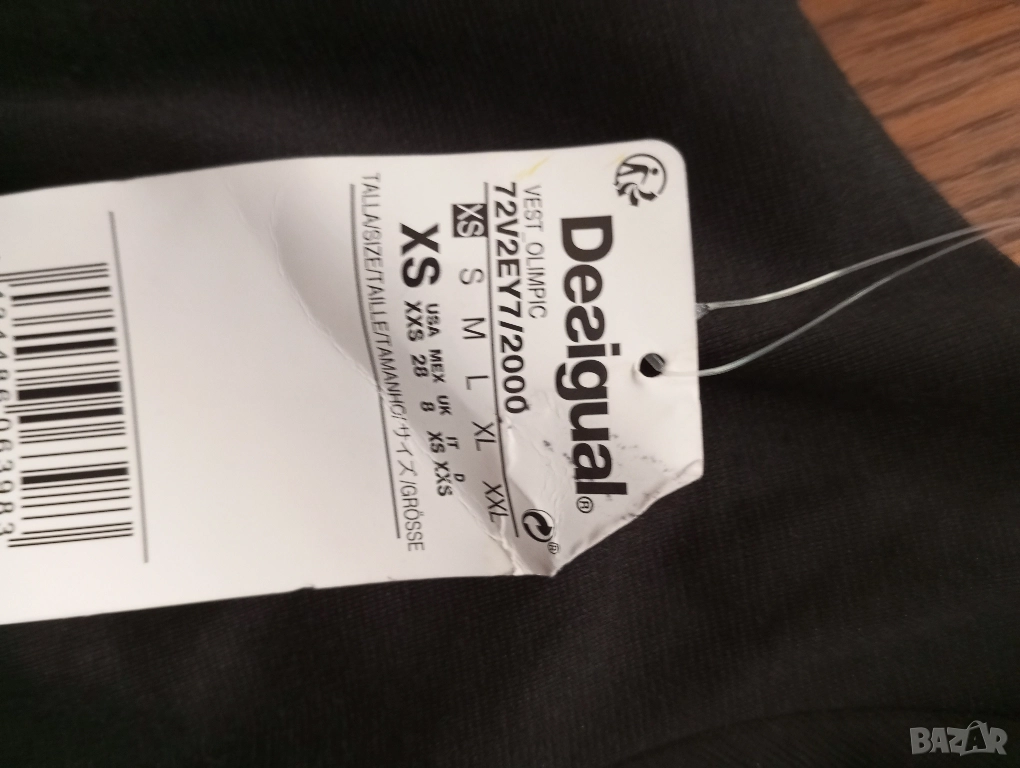 Desigual®
VEST_OLIMPIC
72V2EY7/2000
XS S M L XL XXL
®
USA MEX UK IT D
XS XXS 28 8 XS XXS
TALLA/SIZE/TAILLE/TAMANHO/サイズ/GRÖSSE
BAZAR